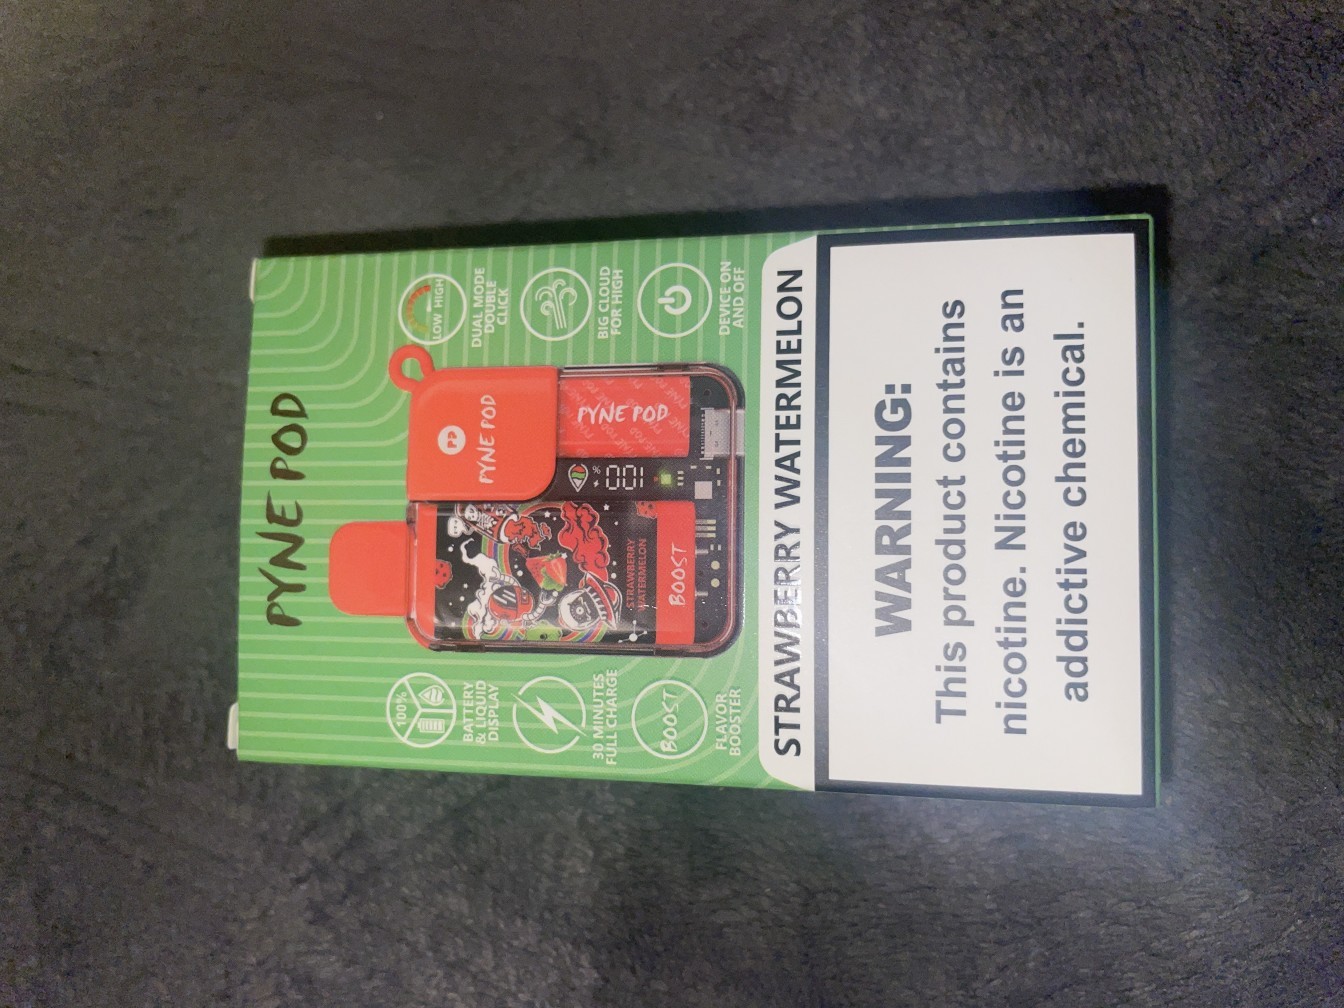 PYNE POD
100%
BATTERY
& LIQUID
DISPLAY
30 MINUTES
FULL CHARGE
BOOST
FLAVOR
BOOSTER
STRAWBERRY
WATERMELON
BOOST
PYNE POD
100
%
PYNE POD
LOW HIGH
DUAL MODE
DOUBLE
CLICK
BIG CLOUD
FOR HIGH
DEVICE ON
AND OFF
STRAWBERRY WATERMELON
WARNING:
This product contains
nicotine. Nicotine is an
addictive chemical.